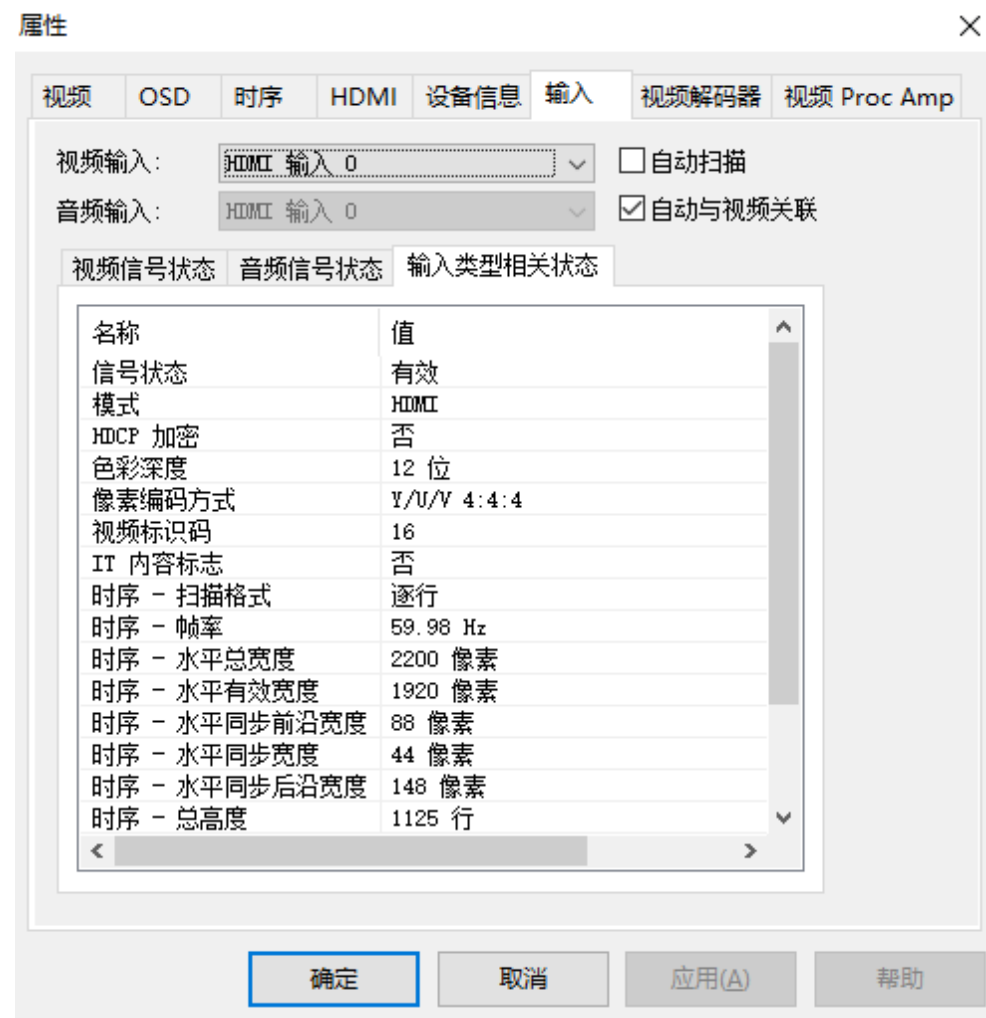 属性
视频 OSD 时序 HDMI 设备信息 输入 视频解码器 视频 Proc Amp
视频输入: HDMI 输入 0 自动扫描
音频输入: HDMI 输入 0 自动与视频关联
视频信号状态 音频信号状态 输入类型相关状态
名称 值
信号状态 有效
模式 HDMI
HDCP 加密 否
色彩深度 12 位
像素编码方式 Y/U/V 4:4:4
视频标识码 16
IT 内容标志 否
时序 - 扫描格式 逐行
时序 - 帧率 59.98 Hz
时序 - 水平总宽度 2200 像素
时序 - 水平有效宽度 1920 像素
时序 - 水平同步前沿宽度 88 像素
时序 - 水平同步宽度 44 像素
时序 - 水平同步后沿宽度 148 像素
时序 - 总高度 1125 行
确定 取消 应用(A) 帮助